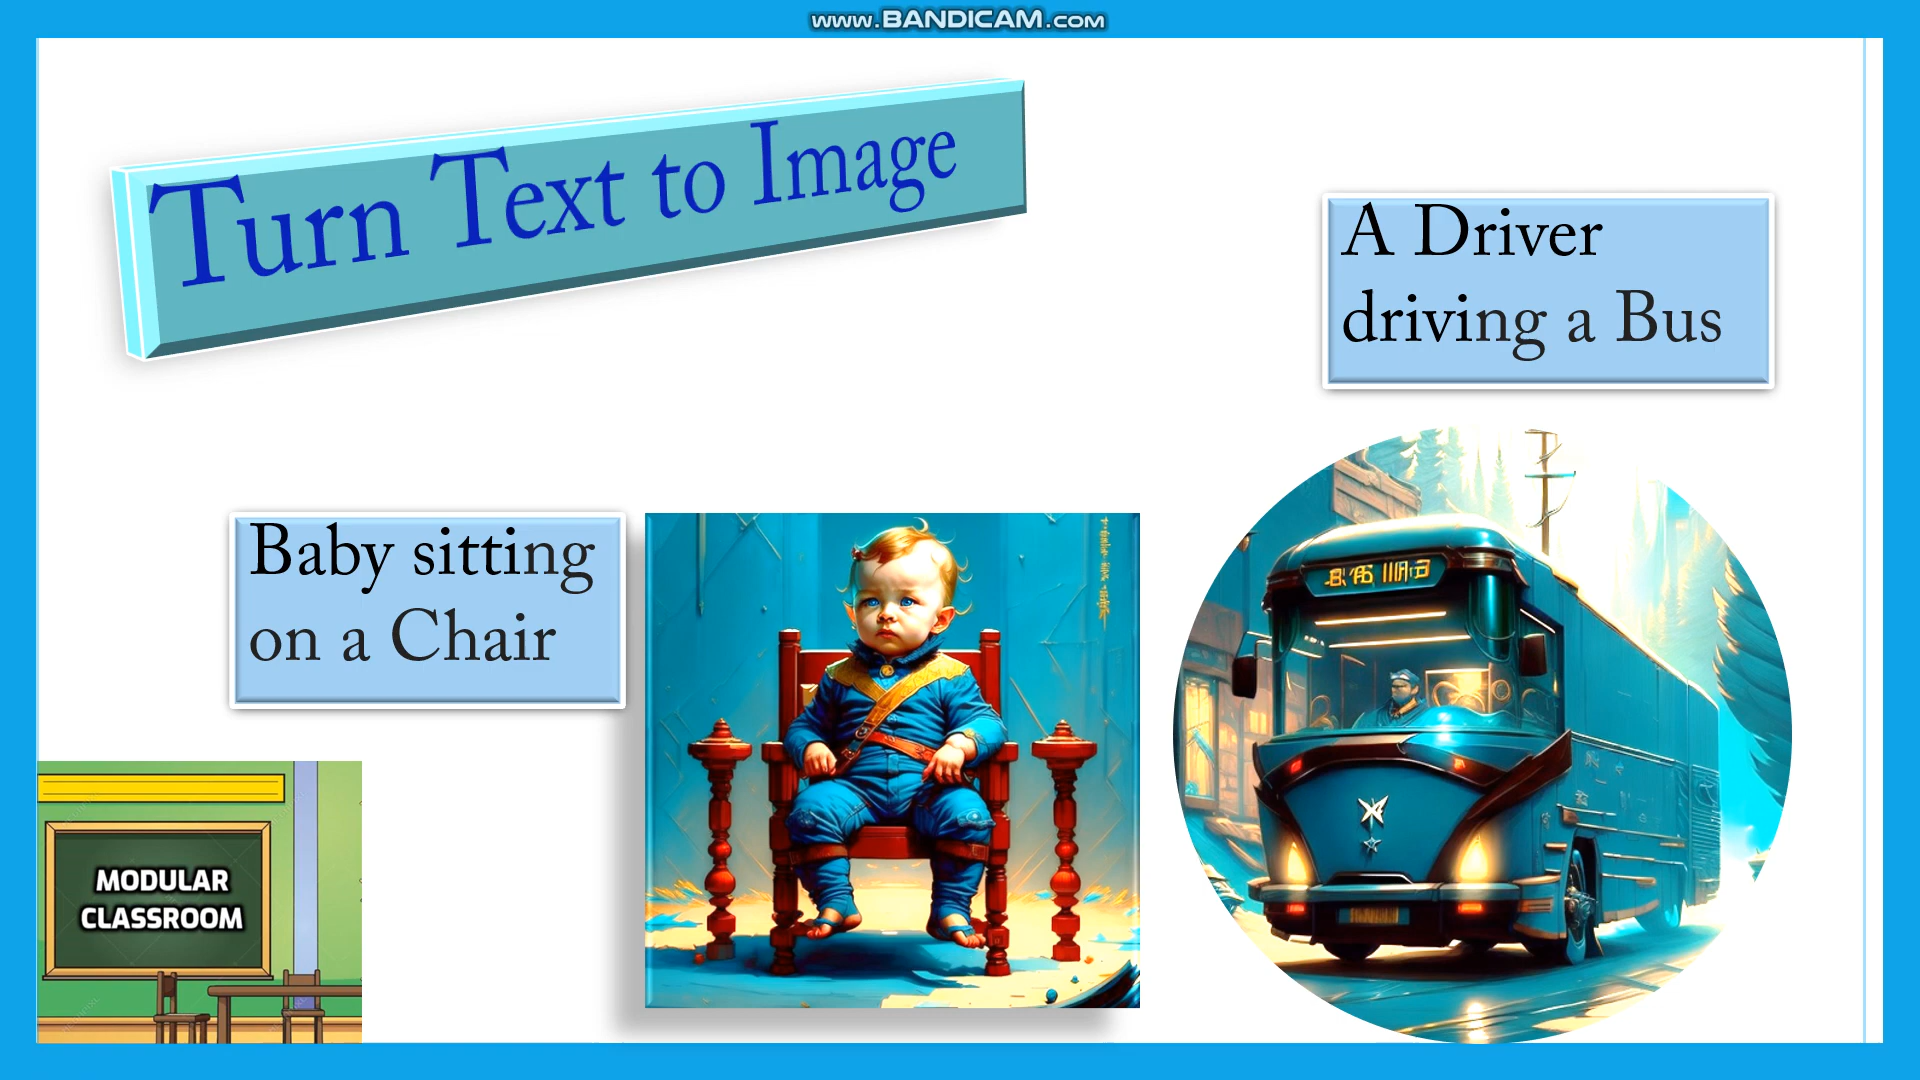 www.BANDICAM.com
Turn Text to Image
A Driver
driving a Bus
Baby sitting
on a Chair
MODULAR
CLASSROOM